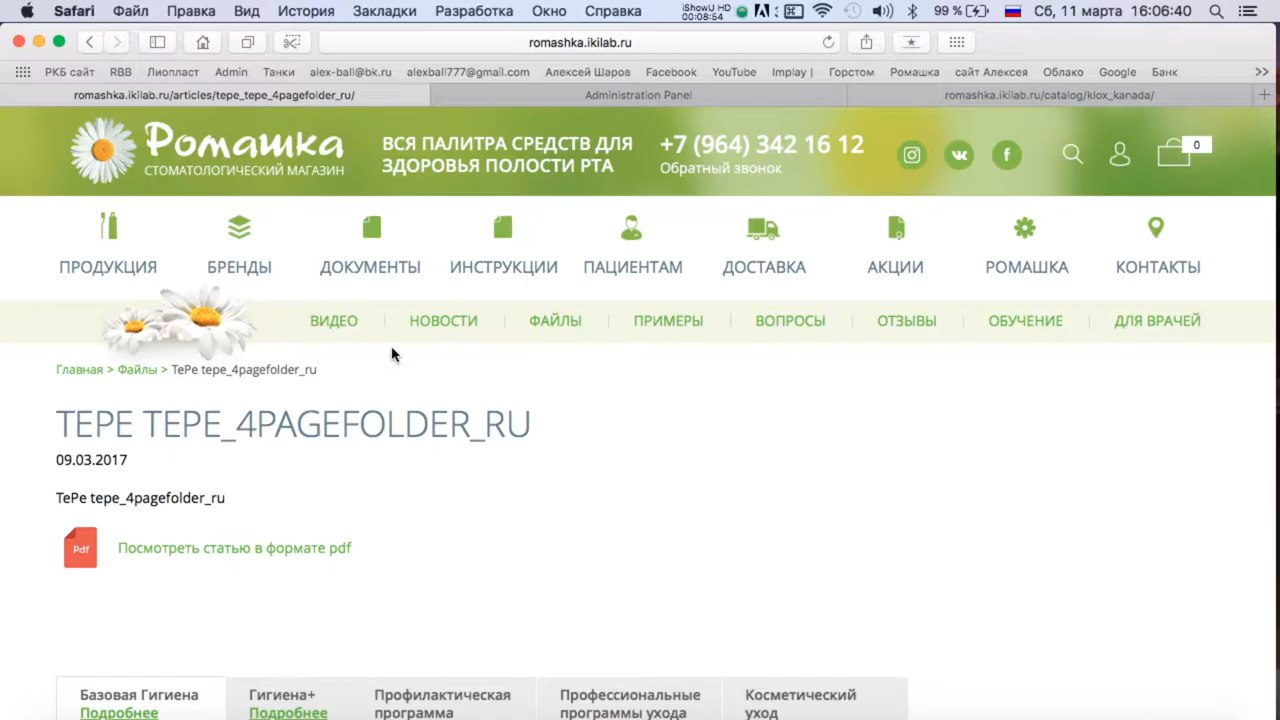 Safari Файл Правка Вид История Закладки Разработка Окно Справка iShowU HD 00:08:54 99 % Сб, 11 марта 16:06:40
romashka.ikilab.ru
РКБ сайт RBB Лиопласт Admin Танки alex-ball@bk.ru alexball777@gmail.com Алексей Шаров Facebook YouTube Implay | Горстом Ромашка сайт Алексея Облако Google Банк >>
romashka.ikilab.ru/articles/tepe_tepe_4pagefolder_ru/ Administration Panel romashka.ikilab.ru/catalog/klox_kanada/
Ромашка
СТОМАТОЛОГИЧЕСКИЙ МАГАЗИН
ВСЯ ПАЛИТРА СРЕДСТВ ДЛЯ
ЗДОРОВЬЯ ПОЛОСТИ РТА
+7 (964) 342 16 12
Обратный звонок
0
ПРОДУКЦИЯ БРЕНДЫ ДОКУМЕНТЫ ИНСТРУКЦИИ ПАЦИЕНТАМ ДОСТАВКА АКЦИИ РОМАШКА КОНТАКТЫ
ВИДЕО НОВОСТИ ФАЙЛЫ ПРИМЕРЫ ВОПРОСЫ ОТЗЫВЫ ОБУЧЕНИЕ ДЛЯ ВРАЧЕЙ
Главная > Файлы > TePe tepe_4pagefolder_ru
TEPE TEPE_4PAGEFOLDER_RU
09.03.2017
TePe tepe_4pagefolder_ru
Pdf Посмотреть статью в формате pdf
Базовая Гигиена
Подробнее
Гигиена+
Подробнее
Профилактическая
программа
Профессиональные
программы ухода
Косметический
уход